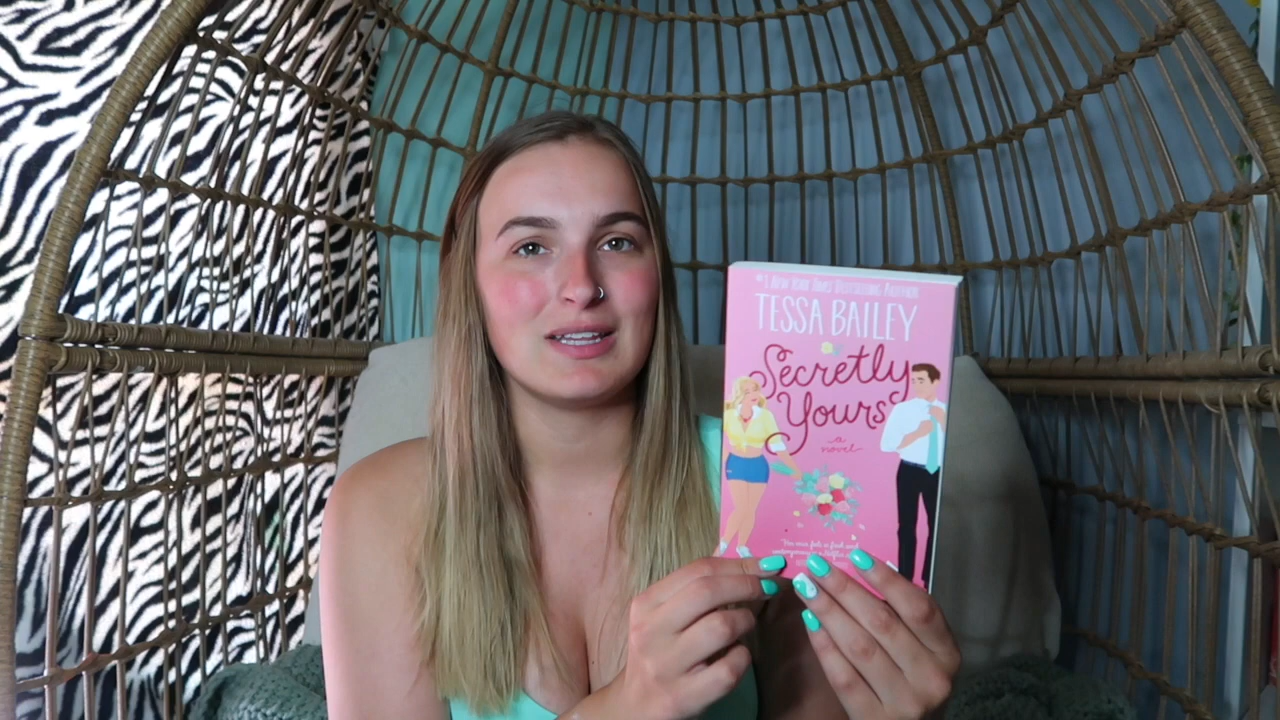 #1 NEW YORK TIMES BESTSELLING AUTHOR
TESSA BAILEY
Secretly
Yours
a
novel